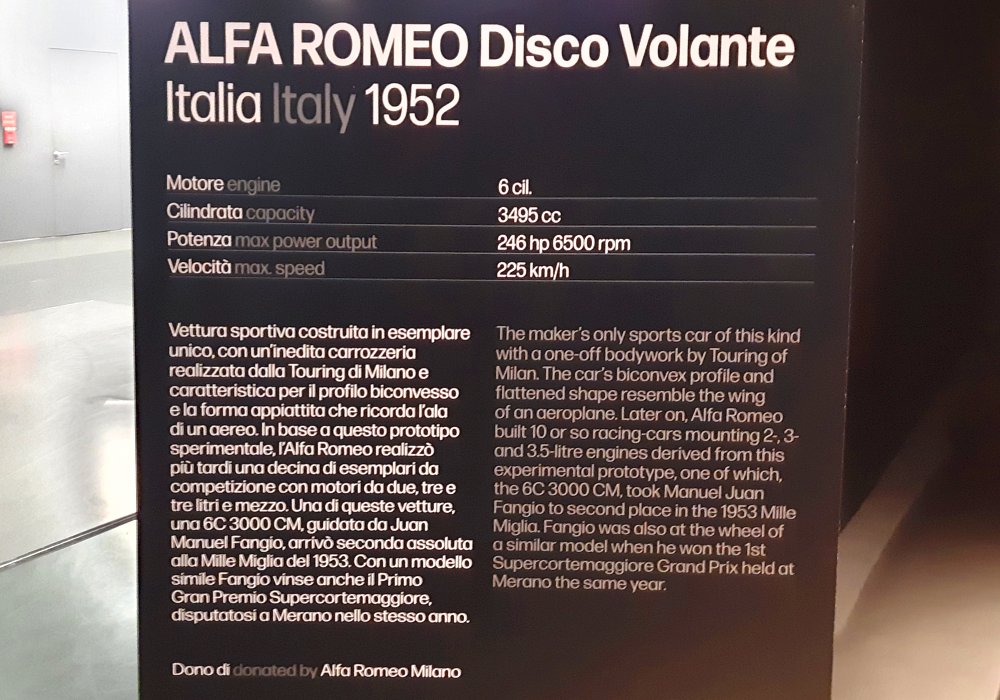 ALFA ROMEO Disco Volante
Italia Italy 1952
Motore engine 6 cil.
Cilindrata capacity 3495 cc
Potenza max power output 246 hp 6500 rpm
Velocità max. speed 225 km/h
Vettura sportiva costruita in esemplare
unico, con un'inedita carrozzeria
realizzata dalla Touring di Milano e
caratteristica per il profilo biconvesso
e la forma appiattita che ricorda l'ala
di un aereo. In base a questo prototipo
sperimentale, l'Alfa Romeo realizzò
più tardi una decina di esemplari da
competizione con motori da due, tre e
tre litri e mezzo. Una di queste vetture,
una 6C 3000 CM, guidata da Juan
Manuel Fangio, arrivò seconda assoluta
alla Mille Miglia del 1953. Con un modello
simile Fangio vinse anche il Primo
Gran Premio Supercortemaggiore,
disputatosi a Merano nello stesso anno.
The maker's only sports car of this kind
with a one-off bodywork by Touring of
Milan. The car's biconvex profile and
flattened shape resemble the wing
of an aeroplane. Later on, Alfa Romeo
built 10 or so racing-cars mounting 2-, 3-
and 3.5-litre engines derived from this
experimental prototype, one of which,
the 6C 3000 CM, took Manuel Juan
Fangio to second place in the 1953 Mille
Miglia. Fangio was also at the wheel of
a similar model when he won the 1st
Supercortemaggiore Grand Prix held at
Merano the same year.
Dono di donated by Alfa Romeo Milano